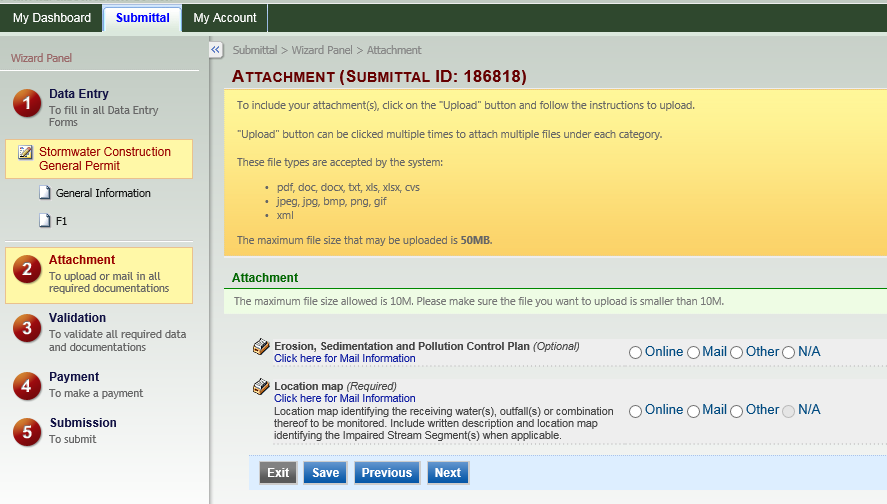 My Dashboard
Submittal
My Account
Wizard Panel
1
Data Entry
To fill in all Data Entry
Forms
Stormwater Construction
General Permit
General Information
F1
2
Attachment
To upload or mail in all
required documentations
3
Validation
To validate all required data
and documentations
4
Payment
To make a payment
5
Submission
To submit
«
Submittal > Wizard Panel > Attachment
ATTACHMENT (SUBMITTAL ID: 186818)
To include your attachment(s), click on the "Upload" button and follow the instructions to upload.
"Upload" button can be clicked multiple times to attach multiple files under each category.
These file types are accepted by the system:
• pdf, doc, docx, txt, xls, xlsx, cvs
• jpeg, jpg, bmp, png, gif
• xml
The maximum file size that may be uploaded is 50MB.
Attachment
The maximum file size allowed is 10M. Please make sure the file you want to upload is smaller than 10M.
Erosion, Sedimentation and Pollution Control Plan (Optional)
Click here for Mail Information
Online Mail Other N/A
Location map (Required)
Click here for Mail Information
Location map identifying the receiving water(s), outfall(s) or combination
thereof to be monitored. Include written description and location map
identifying the Impaired Stream Segment(s) when applicable.
Online Mail Other N/A
Exit Save Previous Next